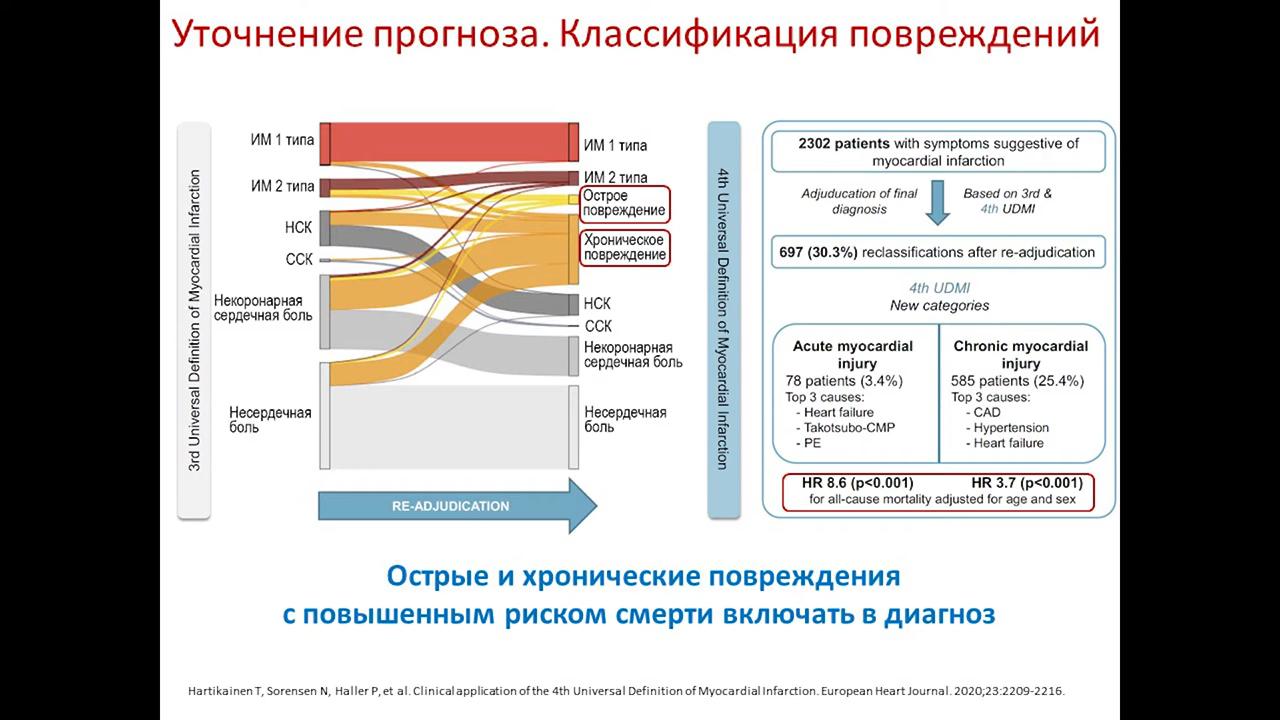 Уточнение прогноза. Классификация повреждений
3rd Universal Definition of Myocardial Infarction
ИМ 1 типа
ИМ 2 типа
НСК
ССК
Некоронарная
сердечная боль
Несердечная
боль
ИМ 1 типа
ИМ 2 типа
Острое
повреждение
Хроническое
повреждение
НСК
ССК
Некоронарная
сердечная боль
Несердечная
боль
RE-ADJUDICATION
4th Universal Definition of Myocardial Infarction
2302 patients with symptoms suggestive of
myocardial infarction
Adjuducation of final
diagnosis
Based on 3rd &
4th UDMI
697 (30.3%) reclassifications after re-adjudication
4th UDMI
New categories
Acute myocardial
injury
78 patients (3.4%)
Top 3 causes:
- Heart failure
- Takotsubo-CMP
- PE
Chronic myocardial
injury
585 patients (25.4%)
Top 3 causes:
- CAD
- Hypertension
- Heart failure
HR 8.6 (p<0.001) HR 3.7 (p<0.001)
for all-cause mortality adjusted for age and sex
Острые и хронические повреждения
с повышенным риском смерти включать в диагноз
Hartikainen T, Sorensen N, Haller P, et al. Clinical application of the 4th Universal Definition of Myocardial Infarction. European Heart Journal. 2020;23:2209-2216.